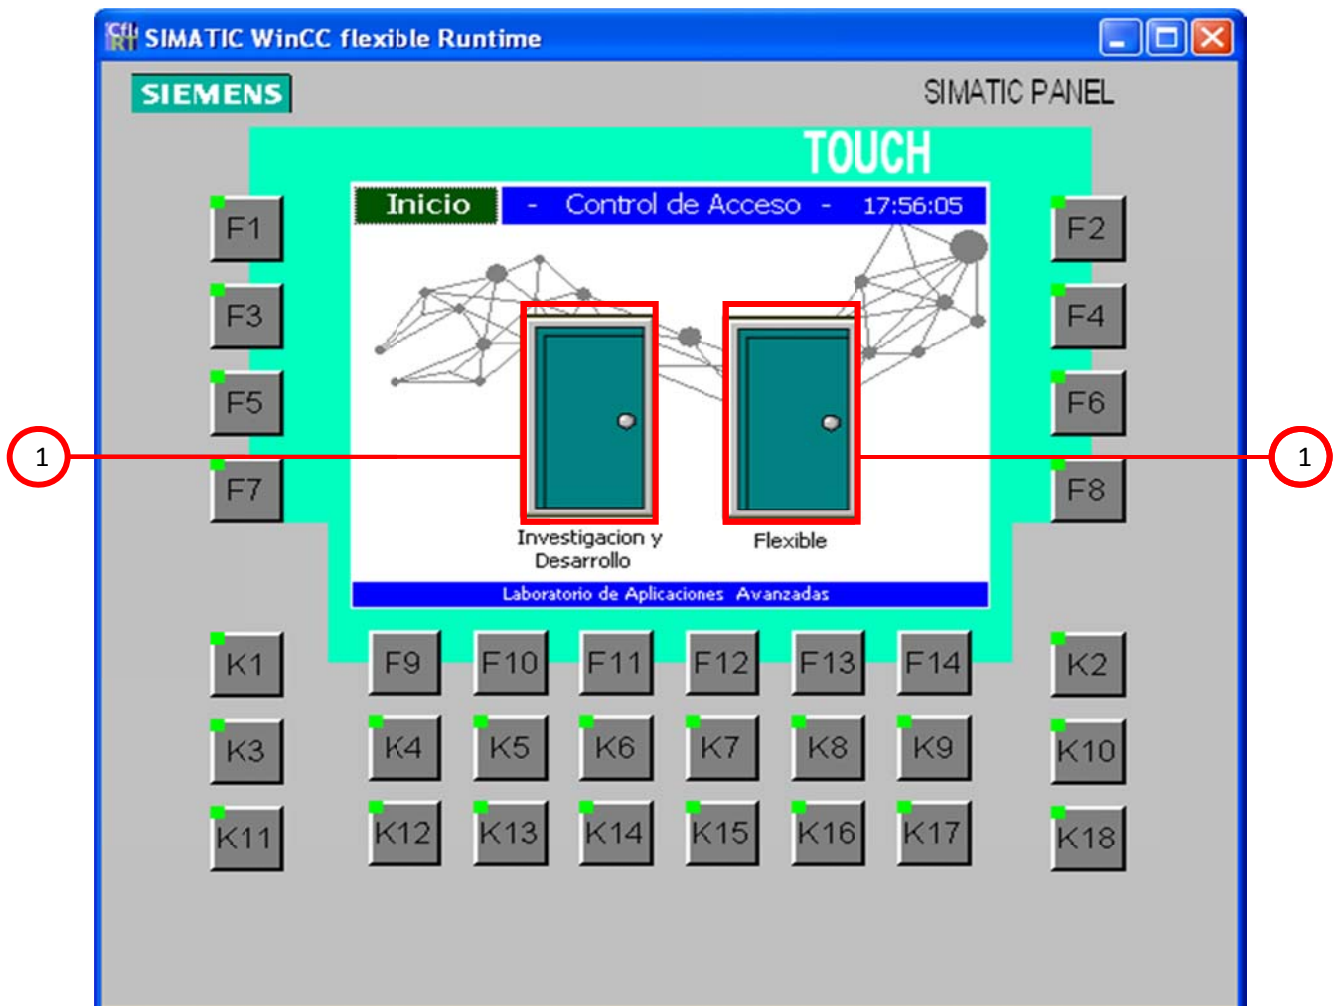 SIMATIC WinCC flexible Runtime
SIEMENS
SIMATIC PANEL
TOUCH
Inicio - Control de Acceso - 17:56:05
F1
F2
F3
F4
F5
F6
1
1
F7
F8
Investigacion y
Desarrollo
Flexible
Laboratorio de Aplicaciones Avanzadas
K1 F9 F10 F11 F12 F13 F14 K2
K3 K4 K5 K6 K7 K8 K9 K10
K11 K12 K13 K14 K15 K16 K17 K18